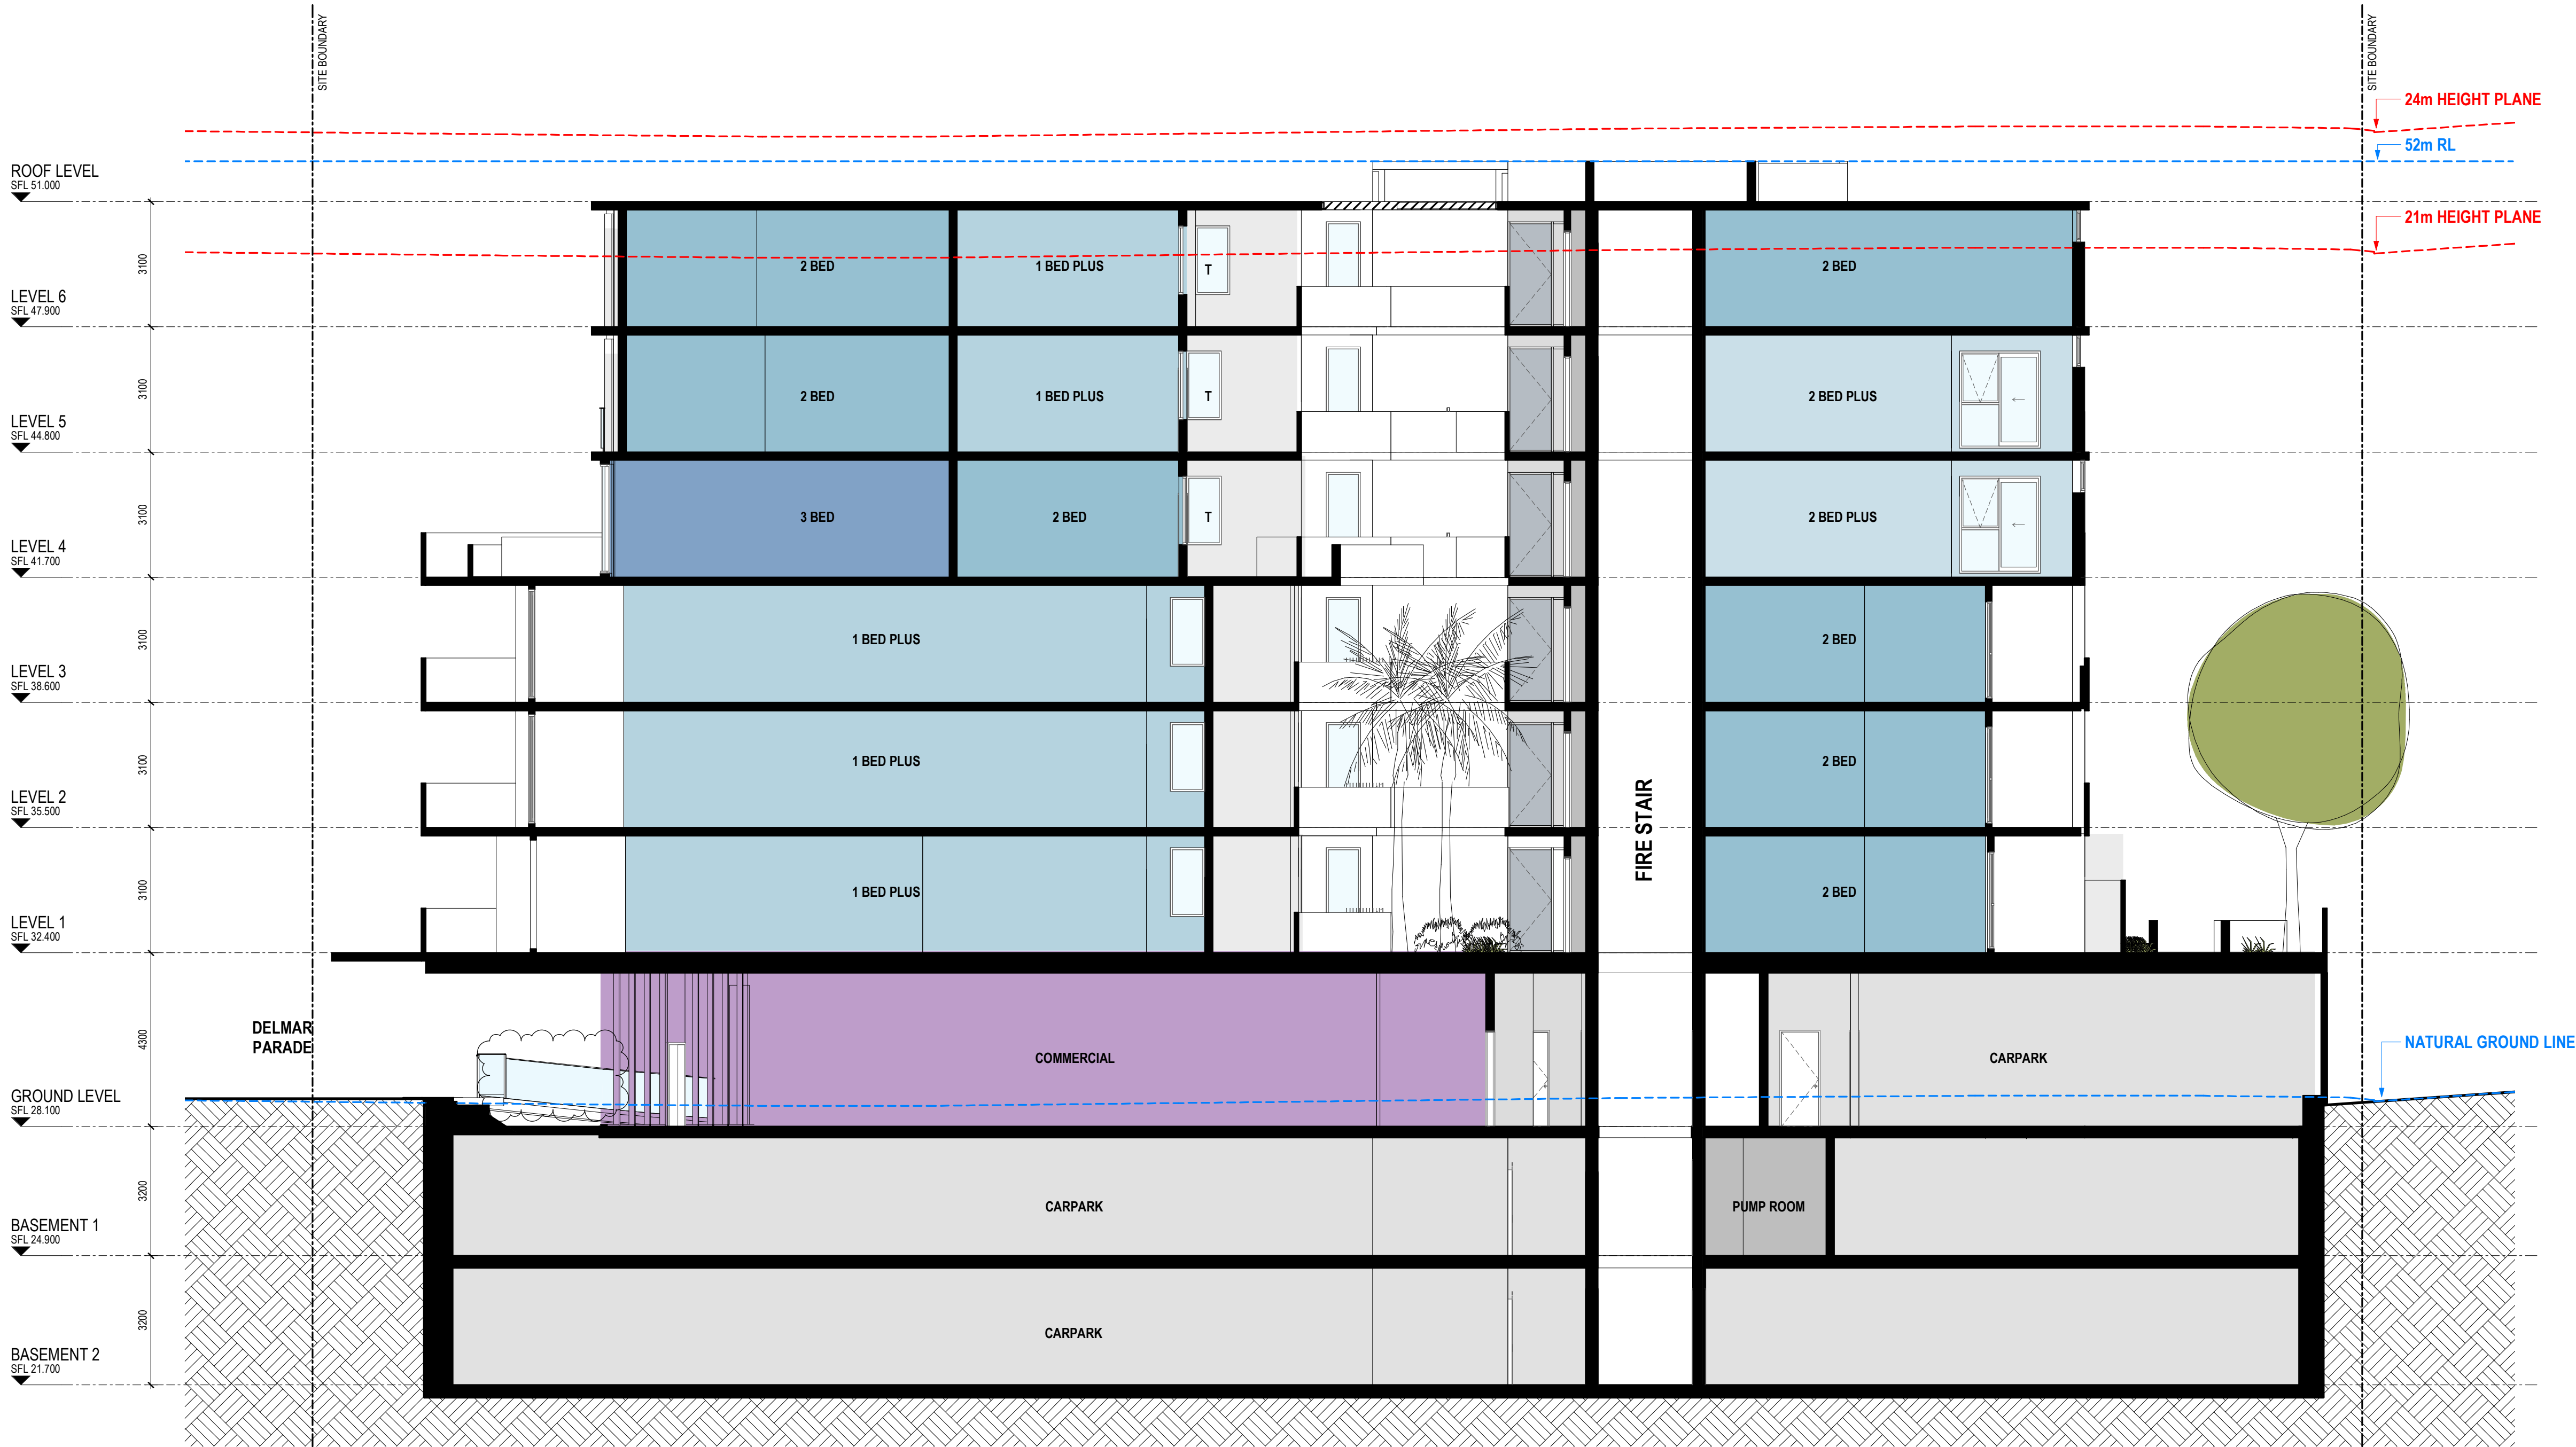 SITE BOUNDARY
SITE BOUNDARY
24m HEIGHT PLANE
52m RL
ROOF LEVEL
SFL 51.000
21m HEIGHT PLANE
3100
2 BED
1 BED PLUS
T
2 BED
LEVEL 6
SFL 47.900
3100
2 BED
1 BED PLUS
T
2 BED PLUS
LEVEL 5
SFL 44.800
3100
3 BED
2 BED
T
2 BED PLUS
LEVEL 4
SFL 41.700
3100
1 BED PLUS
2 BED
LEVEL 3
SFL 38.600
3100
1 BED PLUS
2 BED
LEVEL 2
SFL 35.500
FIRE STAIR
3100
1 BED PLUS
2 BED
LEVEL 1
SFL 32.400
DELMAR
PARADE
4300
COMMERCIAL
CARPARK
NATURAL GROUND LINE
GROUND LEVEL
SFL 28.100
3200
CARPARK
PUMP ROOM
BASEMENT 1
SFL 24.900
3200
CARPARK
BASEMENT 2
SFL 21.700